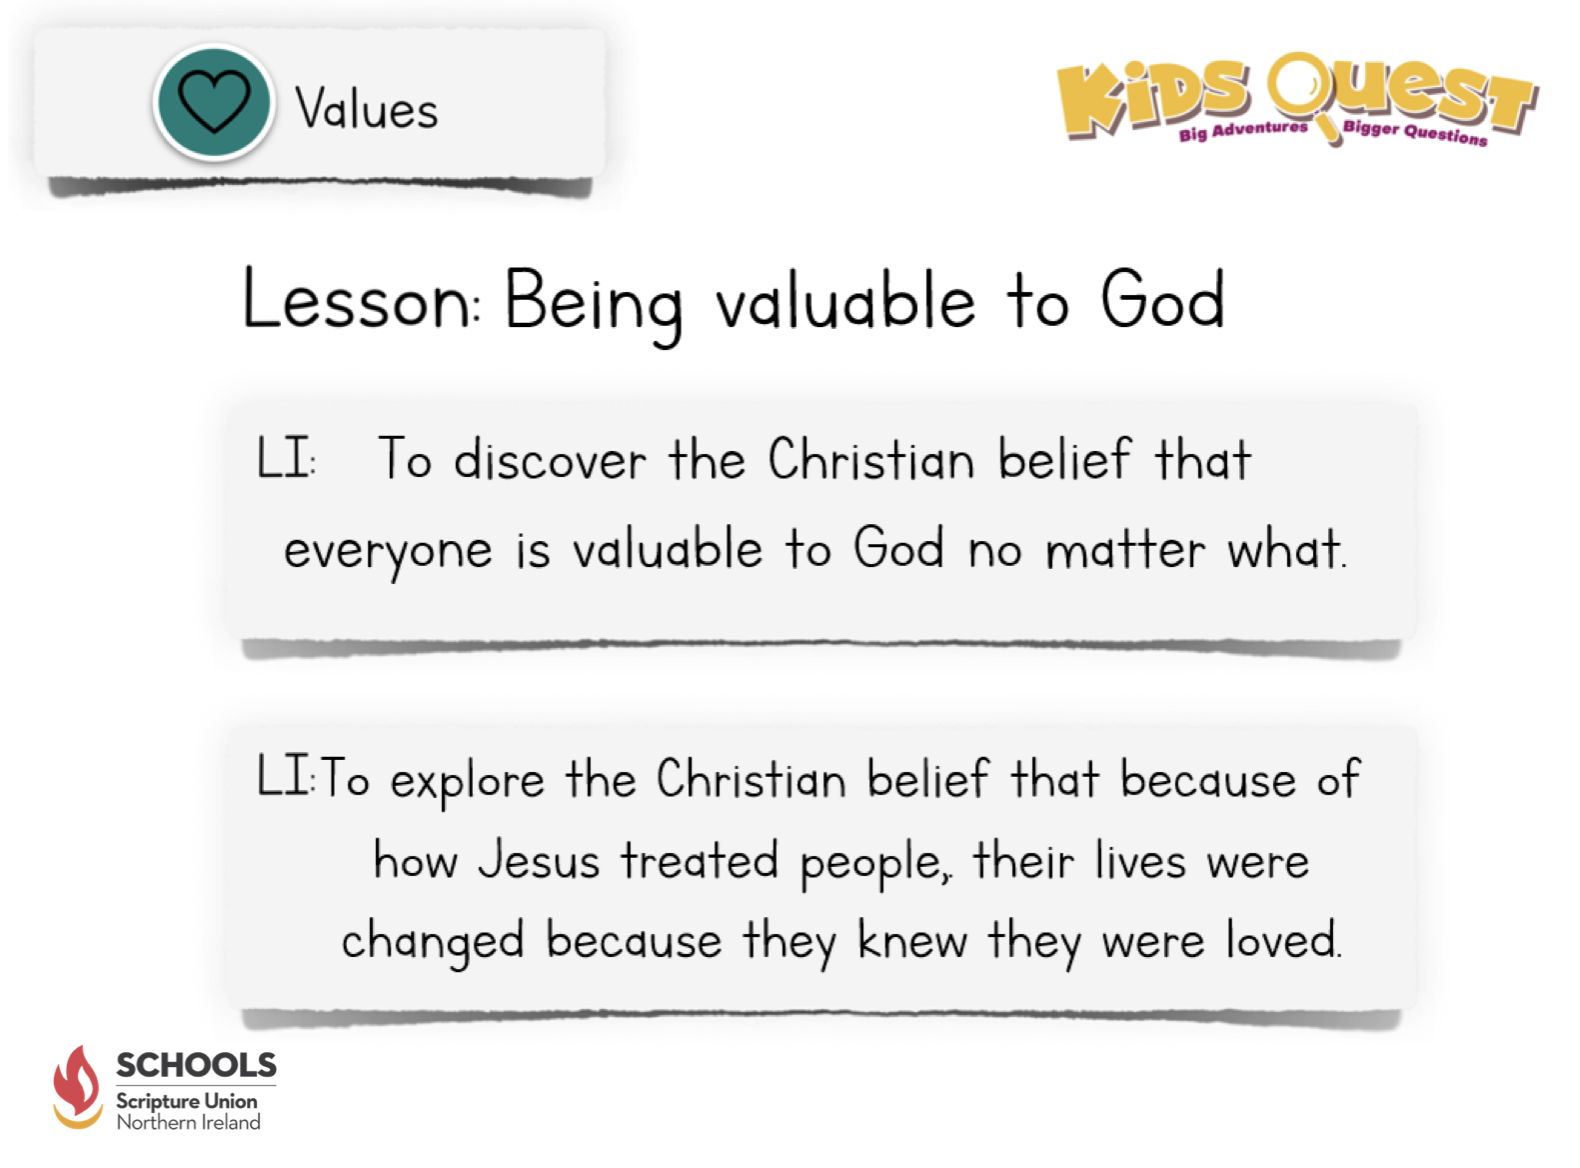 Values
KiDS QUEST
Big Adventures Bigger Questions
Lesson: Being valuable to God
LI: To discover the Christian belief that
everyone is valuable to God no matter what.
LI:To explore the Christian belief that because of
how Jesus treated people,. their lives were
changed because they knew they were loved.
SCHOOLS
Scripture Union
Northern Ireland